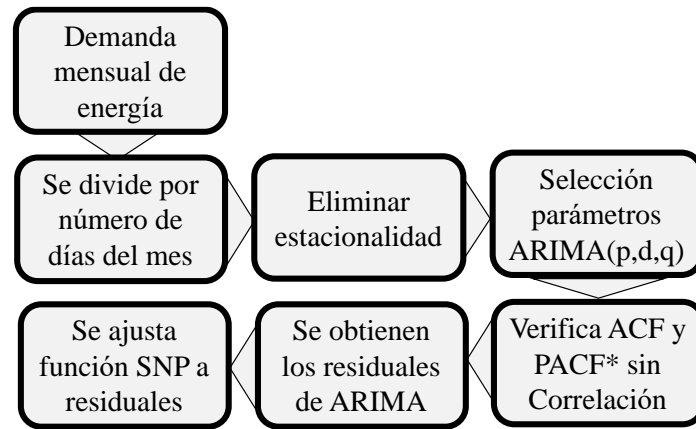 Demanda
mensual de
energía
Se divide por
número de
días del mes
Eliminar
estacionalidad
Selección
parámetros
ARIMA(p,d,q)
Verifica ACF y
PACF* sin
Correlación
Se obtienen
los residuales
de ARIMA
Se ajusta
función SNP a
residuales